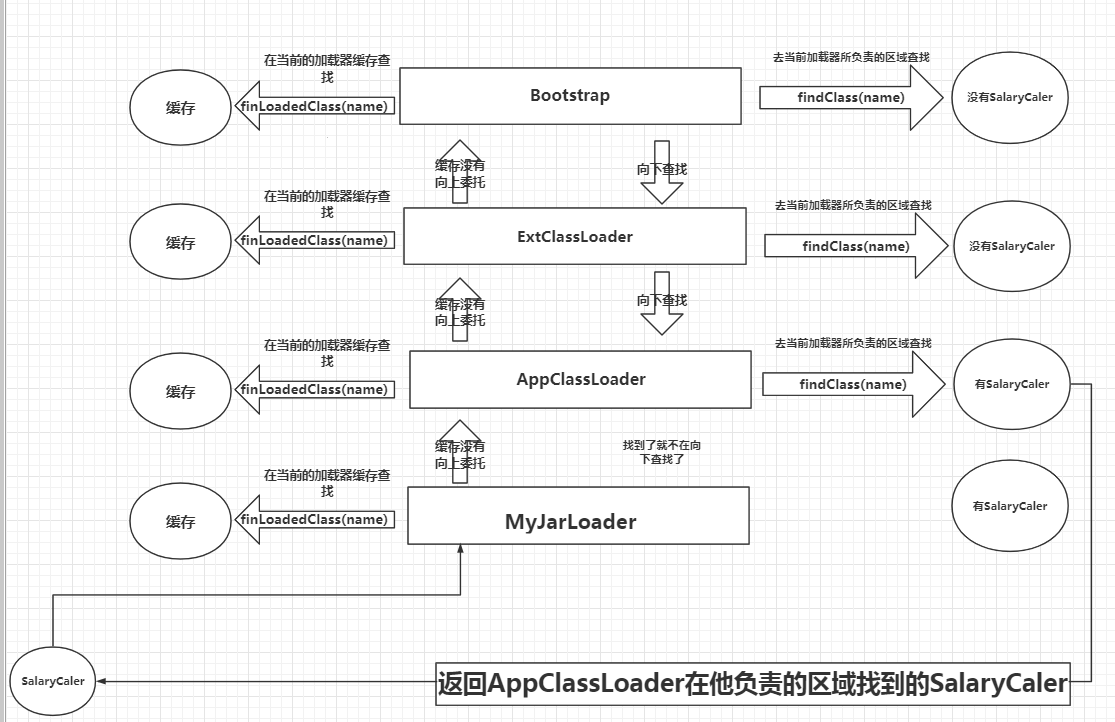 在当前的加载器缓存查
找
缓存
finLoadedClass(name)
Bootstrap
去当前加载器所负责的区域查找
findClass(name)
没有SalaryCaler
缓存没有
向上委托
向下查找
在当前的加载器缓存查
找
缓存
finLoadedClass(name)
ExtClassLoader
去当前加载器所负责的区域查找
findClass(name)
没有SalaryCaler
缓存没有
向上委托
向下查找
在当前的加载器缓存查
找
缓存
finLoadedClass(name)
AppClassLoader
去当前加载器所负责的区域查找
findClass(name)
有SalaryCaler
缓存没有
向上委托
找到了就不在向
下查找了
在当前的加载器缓存查
找
缓存
finLoadedClass(name)
MyJarLoader
有SalaryCaler
SalaryCaler
返回AppClassLoader在他负责的区域找到的SalaryCaler